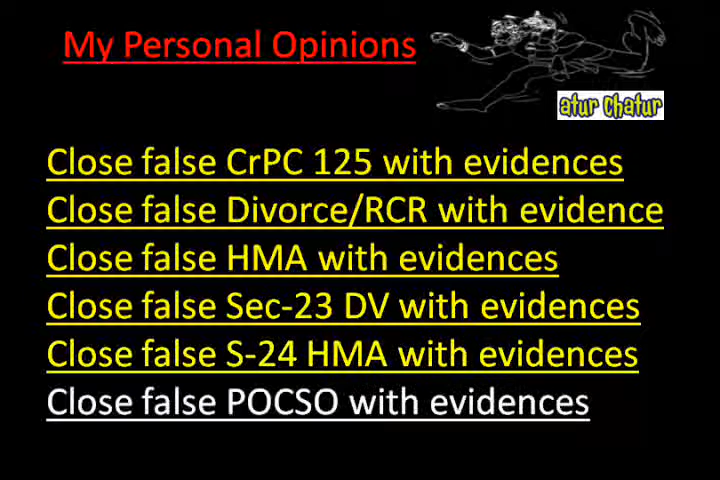 My Personal Opinions
atur chatur
Close false CrPC 125 with evidences
Close false Divorce/RCR with evidence
Close false HMA with evidences
Close false Sec-23 DV with evidences
Close false S-24 HMA with evidences
Close false POCSO with evidences